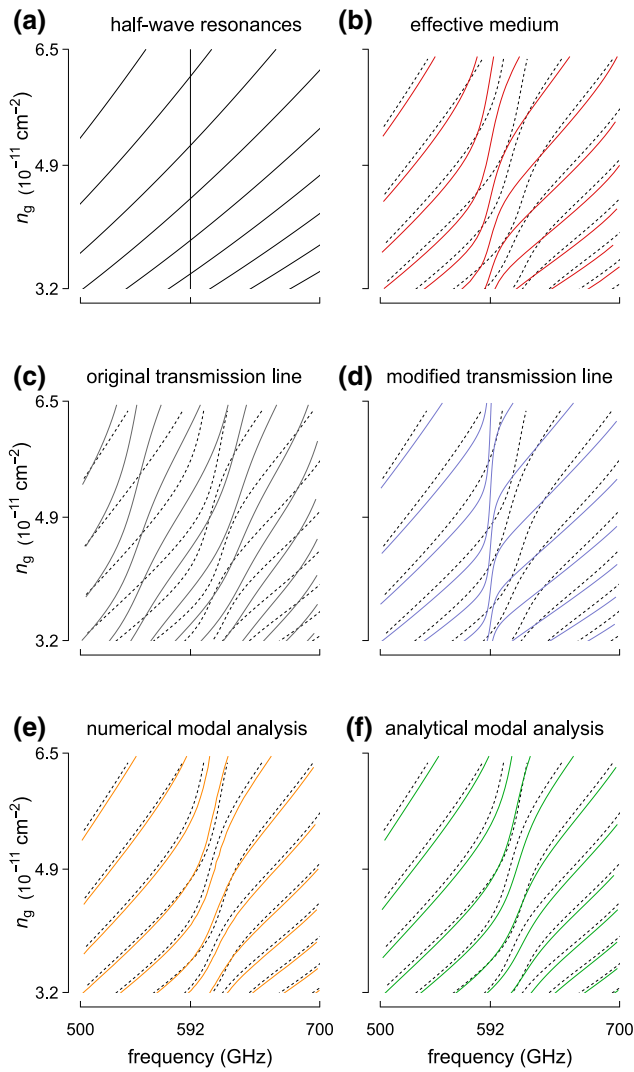 (a) half-wave resonances
(b) effective medium
6.5
4.9
3.2
n_g (10⁻¹¹ cm⁻²)
(c) original transmission line
(d) modified transmission line
6.5
4.9
3.2
n_g (10⁻¹¹ cm⁻²)
(e) numerical modal analysis
(f) analytical modal analysis
6.5
4.9
3.2
n_g (10⁻¹¹ cm⁻²)
500 592 700
500 592 700
frequency (GHz)
frequency (GHz)